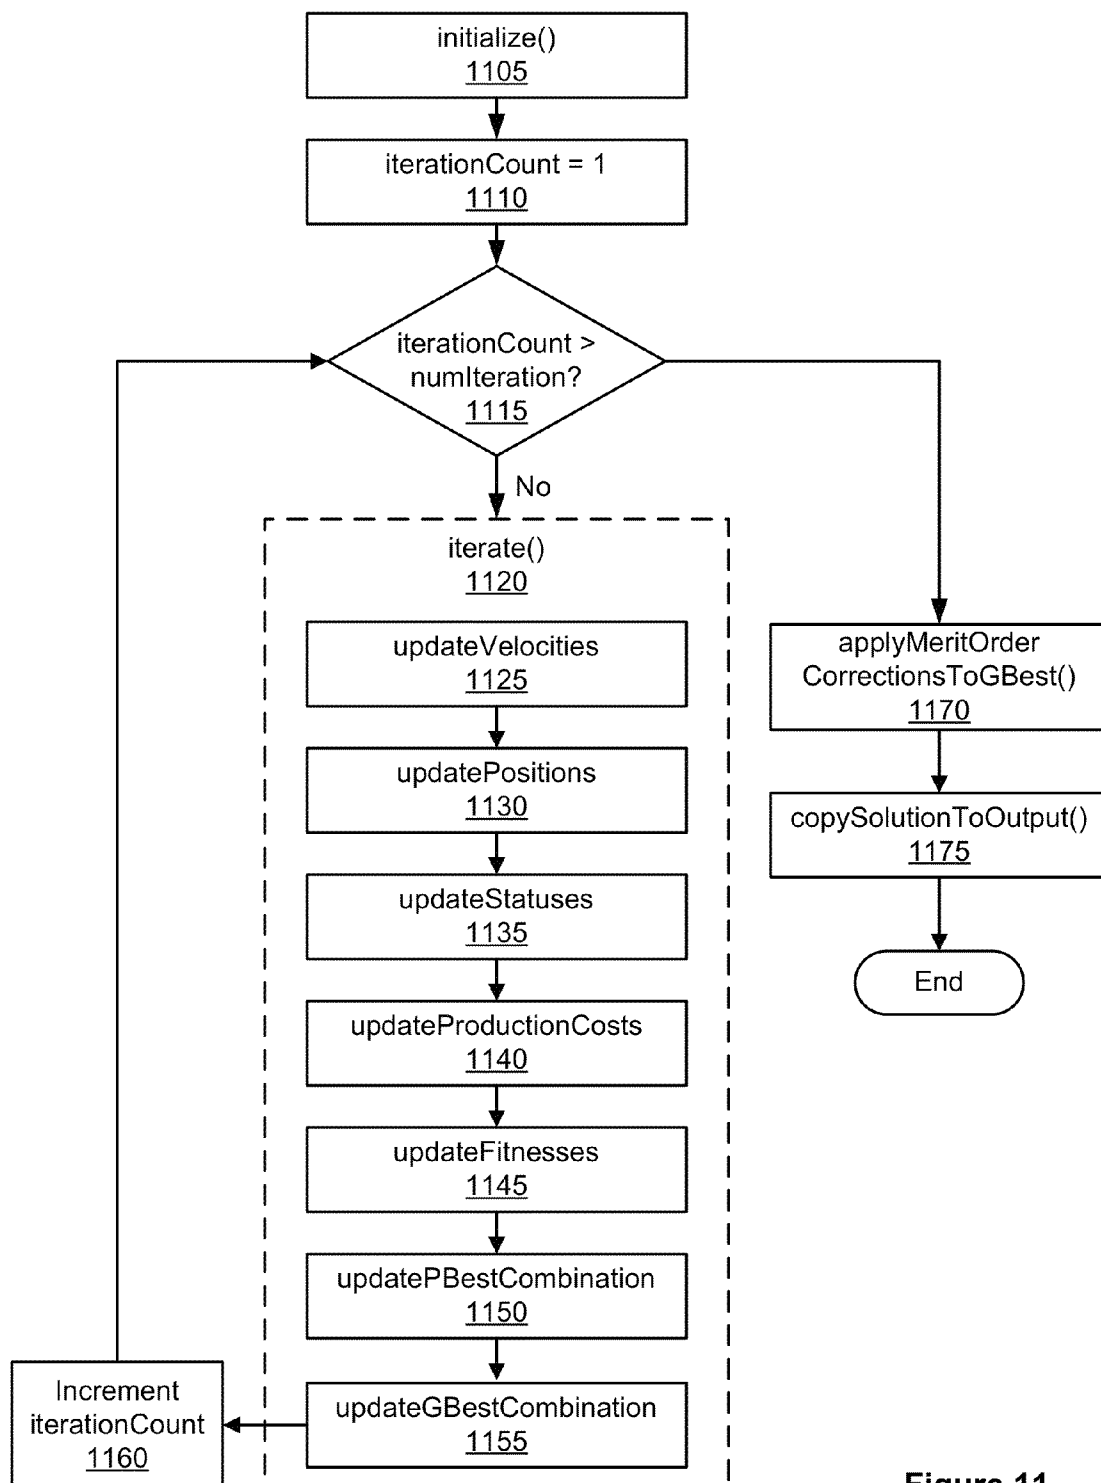 initialize()
1105
iterationCount = 1
1110
iterationCount >
numIteration?
1115
No
iterate()
1120
updateVelocities
1125
updatePositions
1130
updateStatuses
1135
updateProductionCosts
1140
updateFitnesses
1145
updatePBestCombination
1150
updateGBestCombination
1155
Increment
iterationCount
1160
applyMeritOrder
CorrectionsToGBest()
1170
copySolutionToOutput()
1175
End
Figure 11